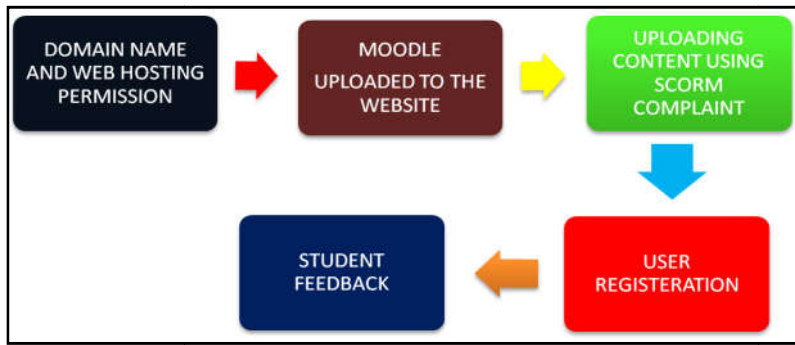 DOMAIN NAME
AND WEB HOSTING
PERMISSION
MOODLE
UPLOADED TO THE
WEBSITE
UPLOADING
CONTENT USING
SCORM
COMPLAINT
USER
REGISTERATION
STUDENT
FEEDBACK